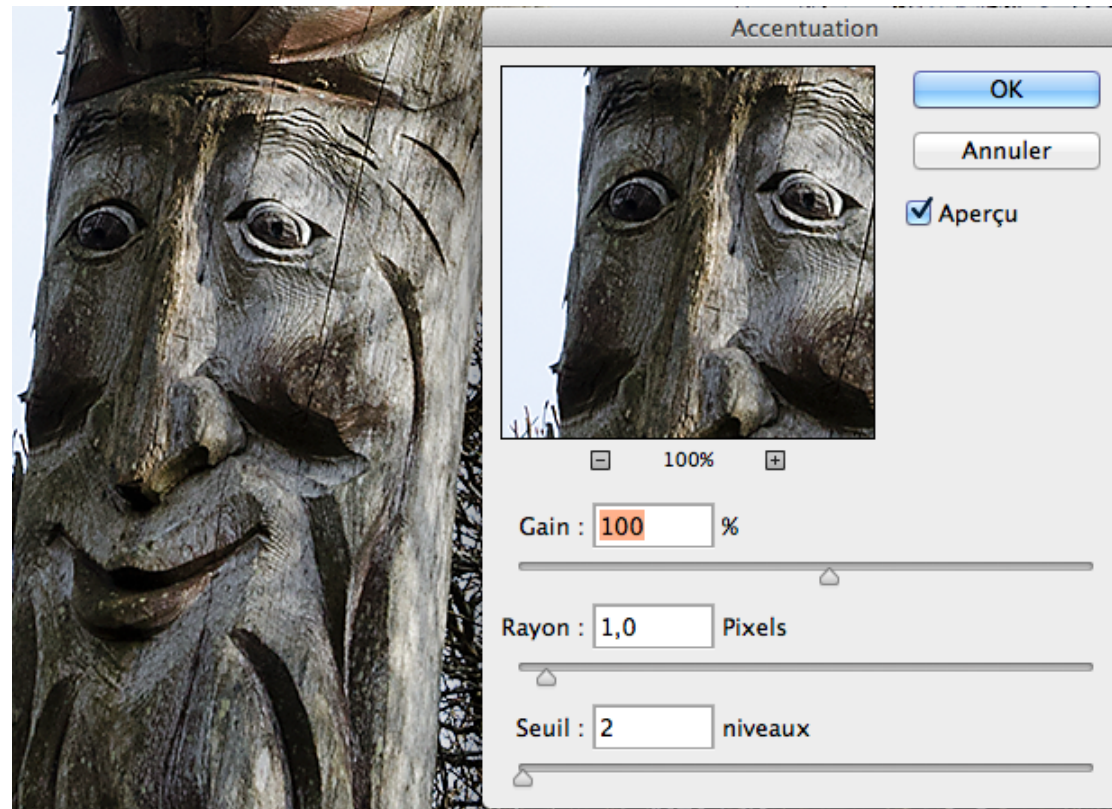 Accentuation
OK
Annuler
Aperçu
100%
Gain : 100 %
Rayon : 1,0 Pixels
Seuil : 2 niveaux